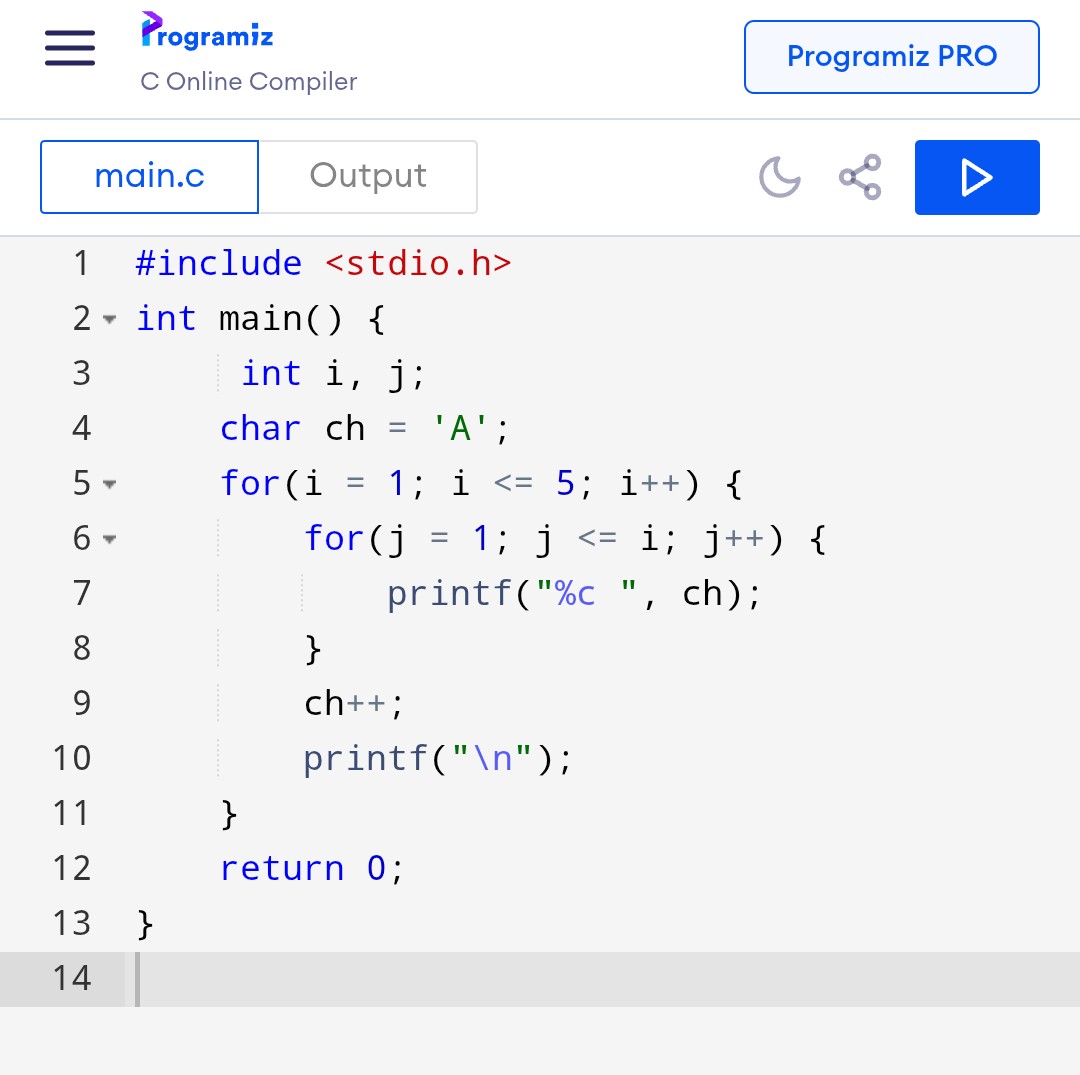 Programiz
C Online Compiler
Programiz PRO
main.c
Output
1 #include <stdio.h>
2 int main() {
3      int i, j;
4     char ch = 'A';
5     for(i = 1; i <= 5; i++) {
6         for(j = 1; j <= i; j++) {
7             printf("%c ", ch);
8         }
9         ch++;
10         printf("\n");
11     }
12     return 0;
13 }
14